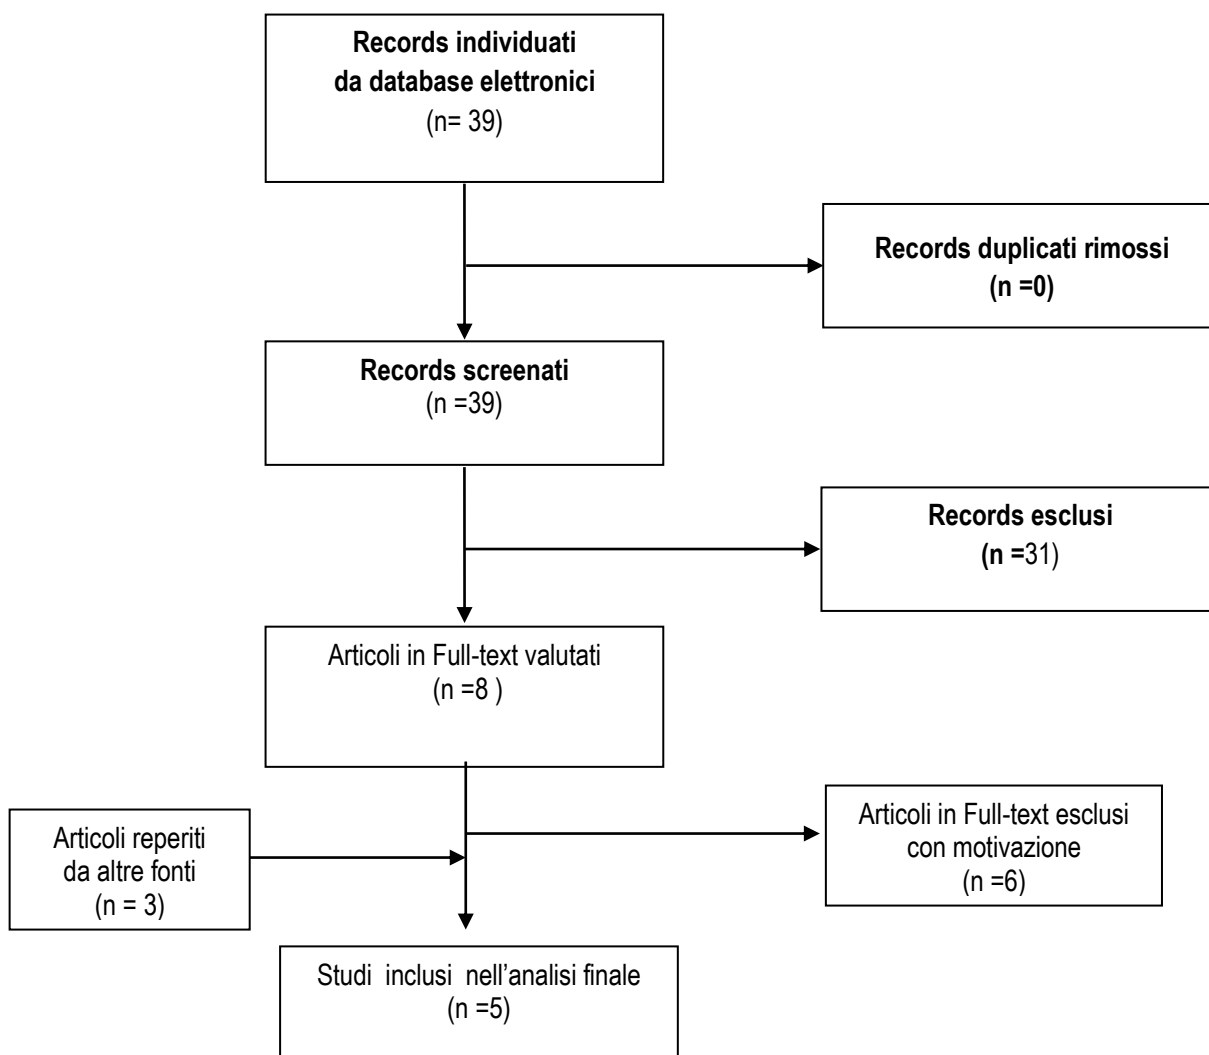 Records individuati
da database elettronici
(n= 39)
Records duplicati rimossi
(n =0)
Records screenati
(n =39)
Records esclusi
(n =31)
Articoli in Full-text valutati
(n =8 )
Articoli reperiti
da altre fonti
(n = 3)
Articoli in Full-text esclusi
con motivazione
(n =6)
Studi inclusi nell’analisi finale
(n =5)